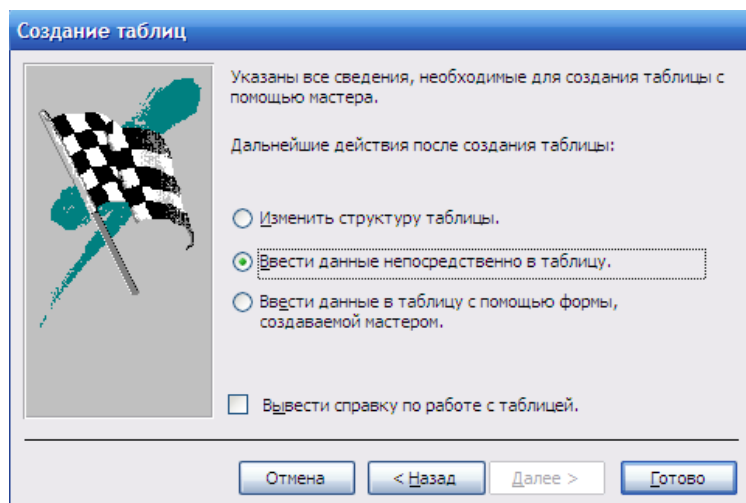 Создание таблиц
Указаны все сведения, необходимые для создания таблицы с
помощью мастера.
Дальнейшие действия после создания таблицы:
Изменить структуру таблицы.
Ввести данные непосредственно в таблицу.
Ввести данные в таблицу с помощью формы,
создаваемой мастером.
Вывести справку по работе с таблицей.
Отмена
< Назад
Далее >
Готово